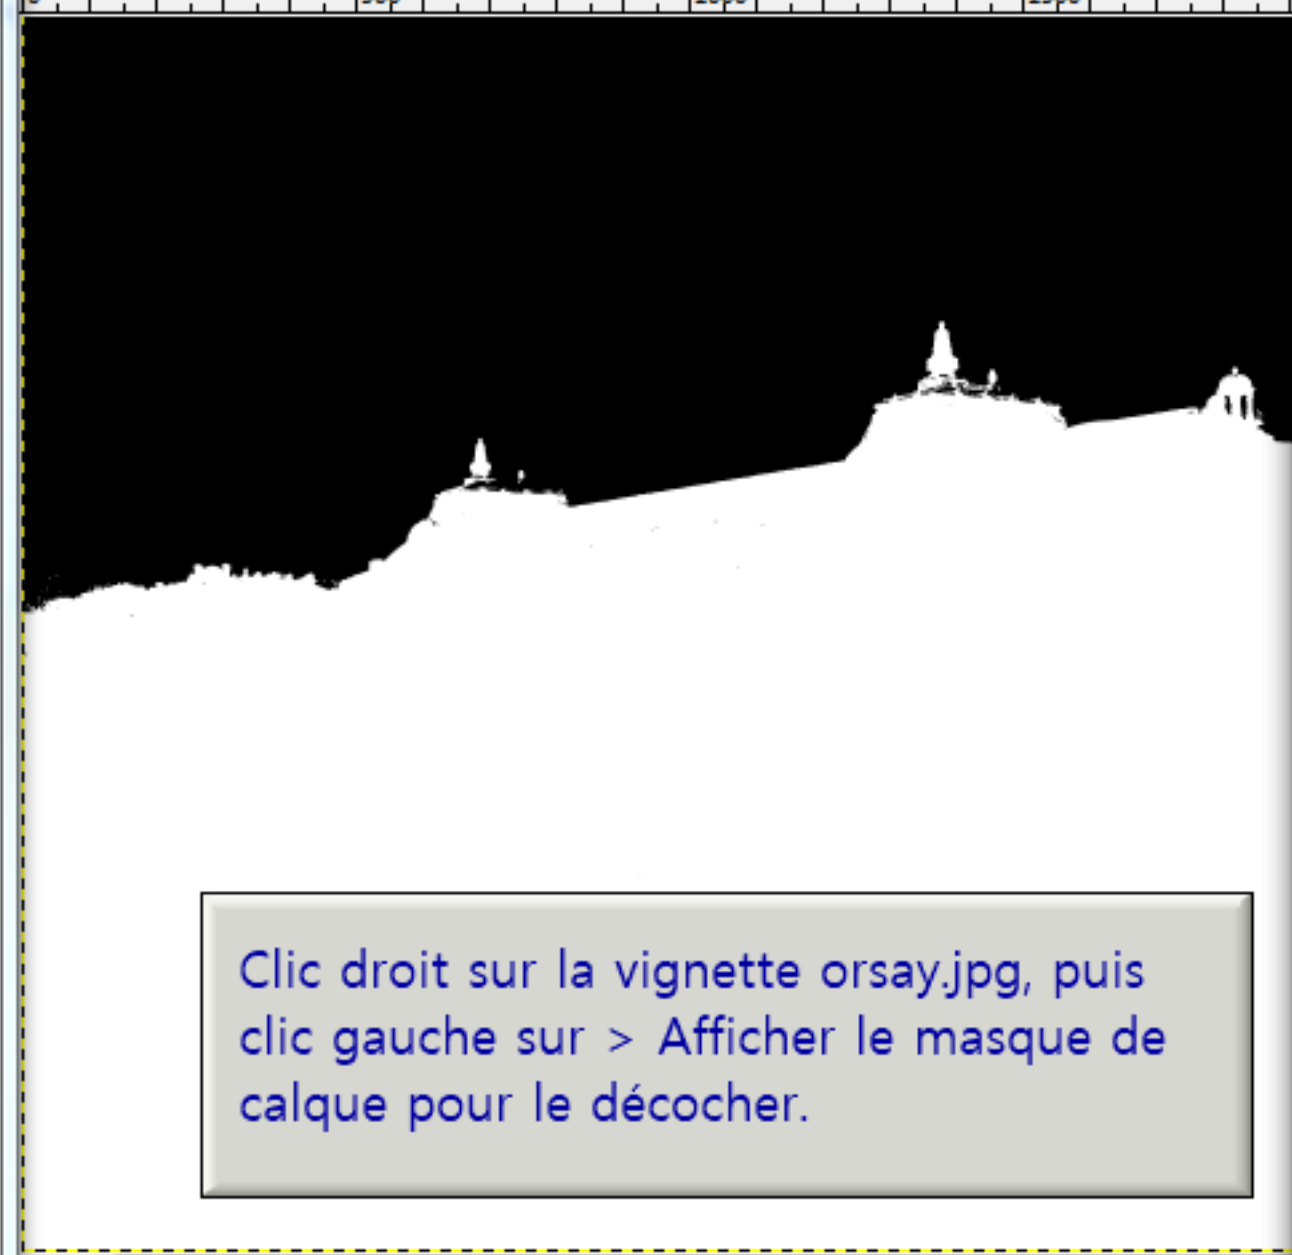 Clic droit sur la vignette orsay.jpg, puis
clic gauche sur > Afficher le masque de
calque pour le décocher.